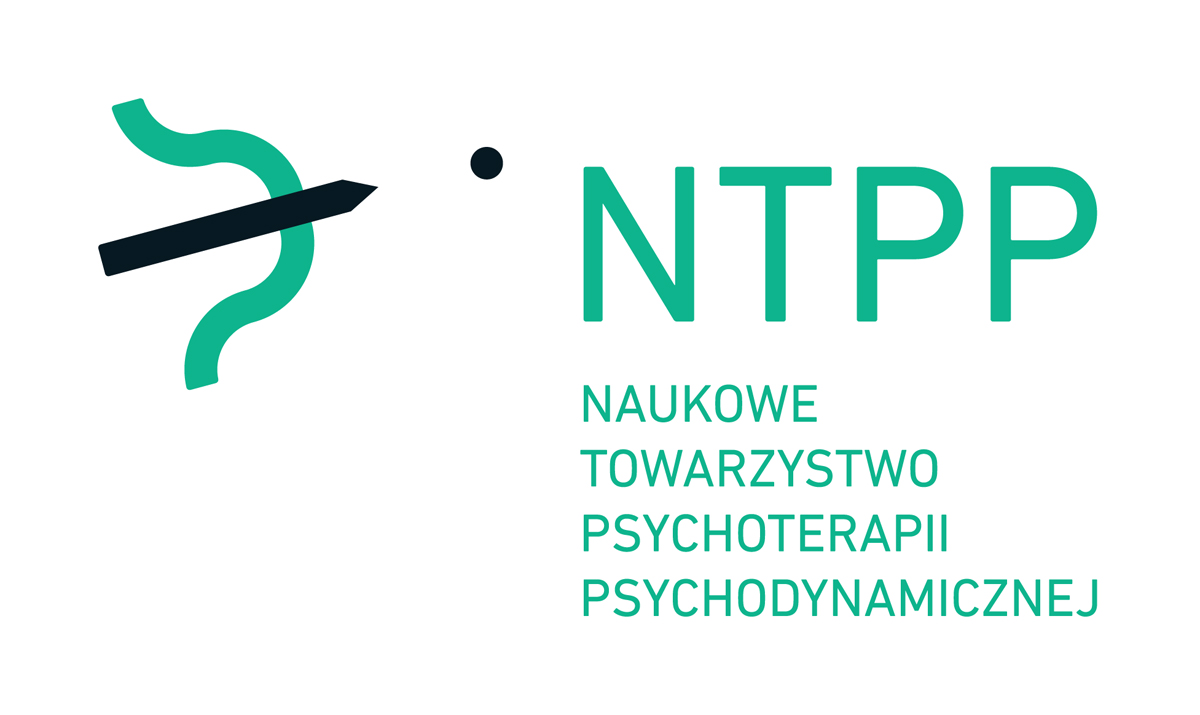 NTPP
NAUKOWE
TOWARZYSTWO
PSYCHOTERAPII
PSYCHODYNAMICZNEJ